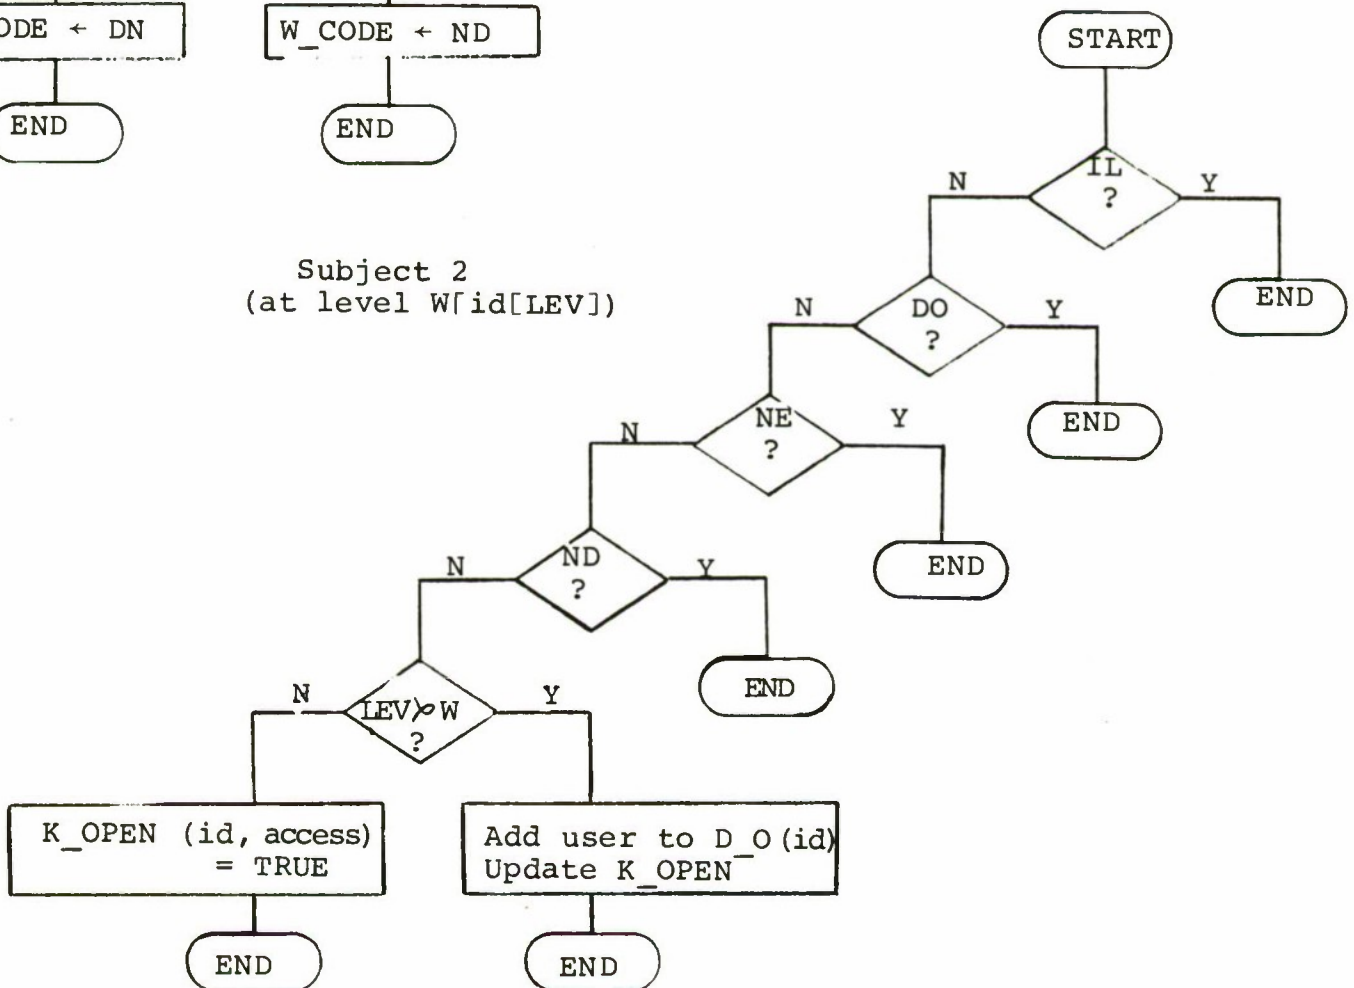 ODE ← DN
W_CODE ← ND
START
END
END
IL
?
N
Y
END
Subject 2
(at level W[id[LEV])
DO
?
N
Y
END
NE
?
N
Y
END
ND
?
N
Y
END
LEV⋟W
?
N
Y
K_OPEN (id, access)
= TRUE
Add user to D_O (id)
Update K_OPEN
END
END